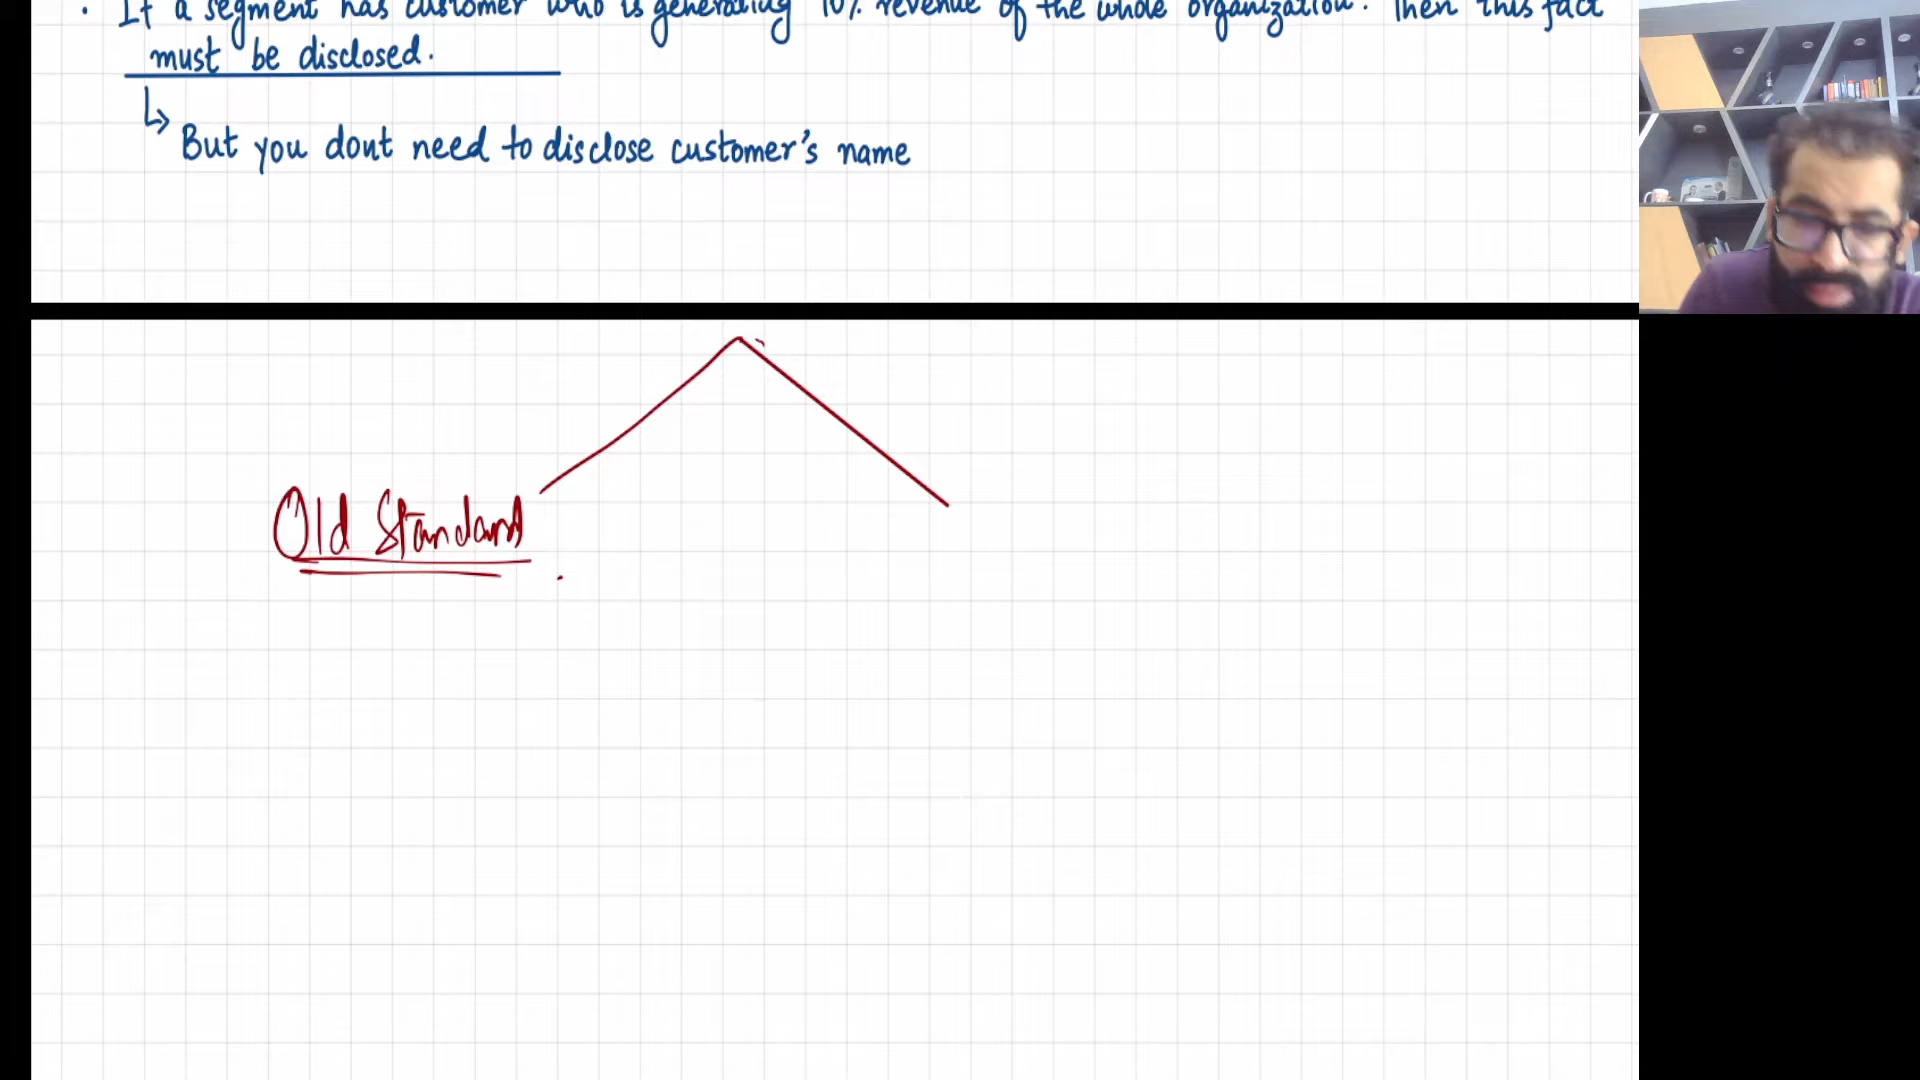 . If a segment has customer who is generating 10% revenue of the whole organization. Then this fact
must be disclosed.
↳ But you dont need to disclose customer's name
Old Standard